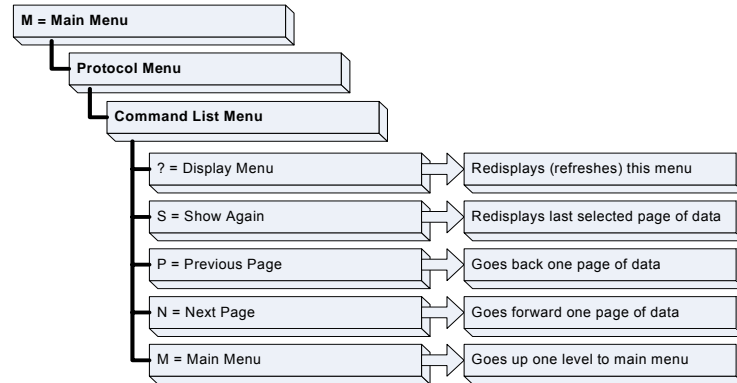 M = Main Menu
Protocol Menu
Command List Menu
? = Display Menu
Redisplays (refreshes) this menu
S = Show Again
Redisplays last selected page of data
P = Previous Page
Goes back one page of data
N = Next Page
Goes forward one page of data
M = Main Menu
Goes up one level to main menu